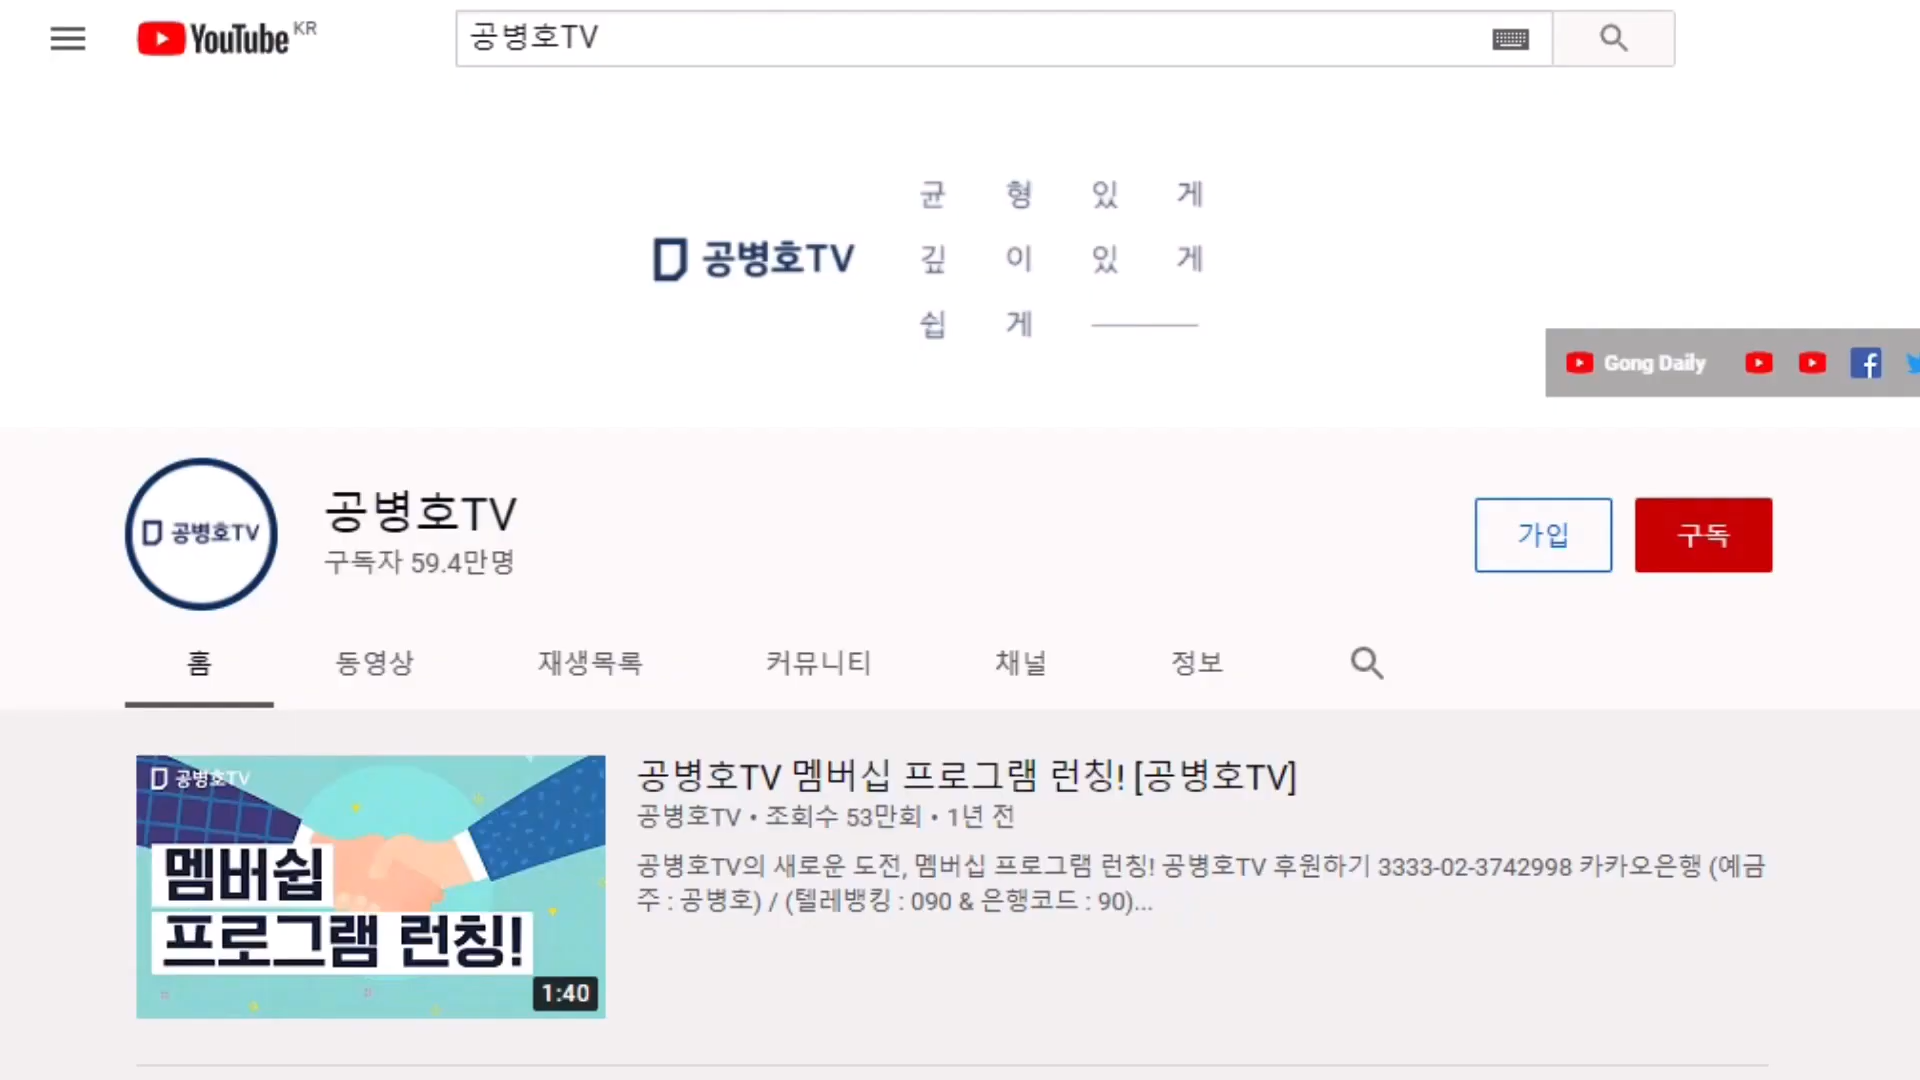 YouTube KR
공병호TV
균형있게
공병호TV
깊이있게
쉽게
Gong Daily
공병호TV
공병호TV
구독자 59.4만명
가입
구독
홈
동영상
재생목록
커뮤니티
채널
정보
공병호TV
멤버쉽
프로그램 런칭!
1:40
공병호TV 멤버십 프로그램 런칭! [공병호TV]
공병호TV • 조회수 53만회 • 1년 전
공병호TV의 새로운 도전, 멤버십 프로그램 런칭! 공병호TV 후원하기 3333-02-3742998 카카오은행 (예금
주 : 공병호) / (텔레뱅킹 : 090 & 은행코드 : 90)...